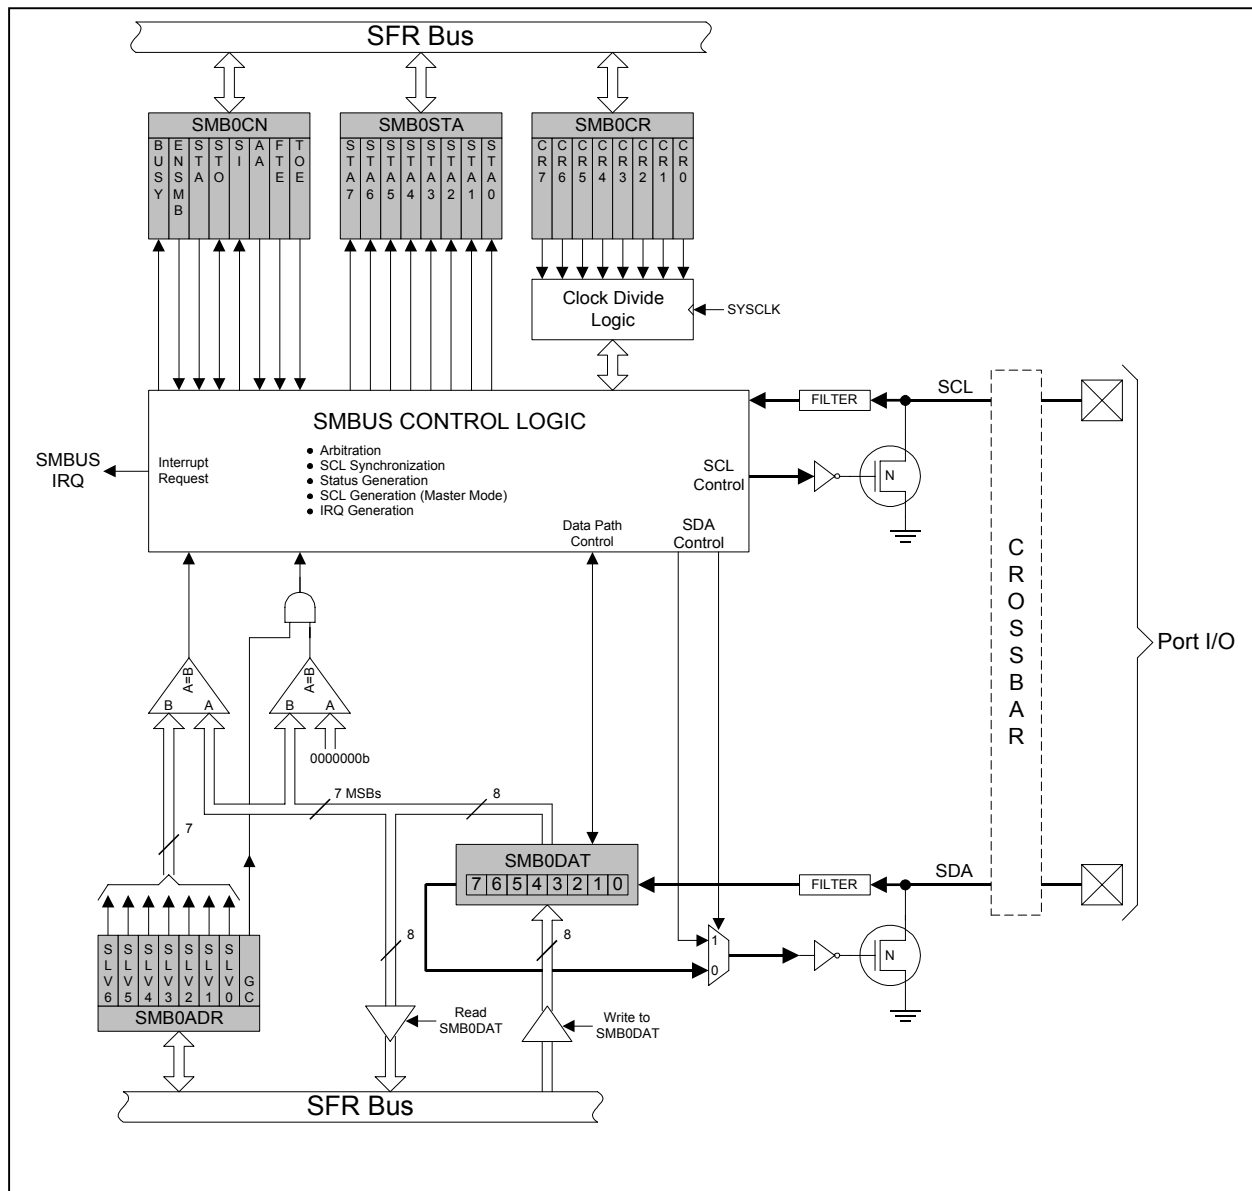 SFR Bus
SMB0CN
SMB0STA
SMB0CR
BUSY
ENSMB
STA
STO
SI
AA
FTE
TOE
STA7
STA6
STA5
STA4
STA3
STA2
STA1
STA0
CR7
CR6
CR5
CR4
CR3
CR2
CR1
CR0
Clock Divide
Logic
SYSCLK
SCL
FILTER
SMBUS CONTROL LOGIC
● Arbitration
● SCL Synchronization
● Status Generation
● SCL Generation (Master Mode)
● IRQ Generation
SMBUS
IRQ
Interrupt
Request
SCL
Control
N
Data Path
Control
SDA
Control
CROSSBAR
Port I/O
A=B
B A
A=B
B A
0000000b
7 MSBs
8
7
SMB0DAT
7 6 5 4 3 2 1 0
SDA
FILTER
8
8
1
0
N
SLV6
SLV5
SLV4
SLV3
SLV2
SLV1
SLV0
GC
SMB0ADR
Read
SMB0DAT
Write to
SMB0DAT
SFR Bus